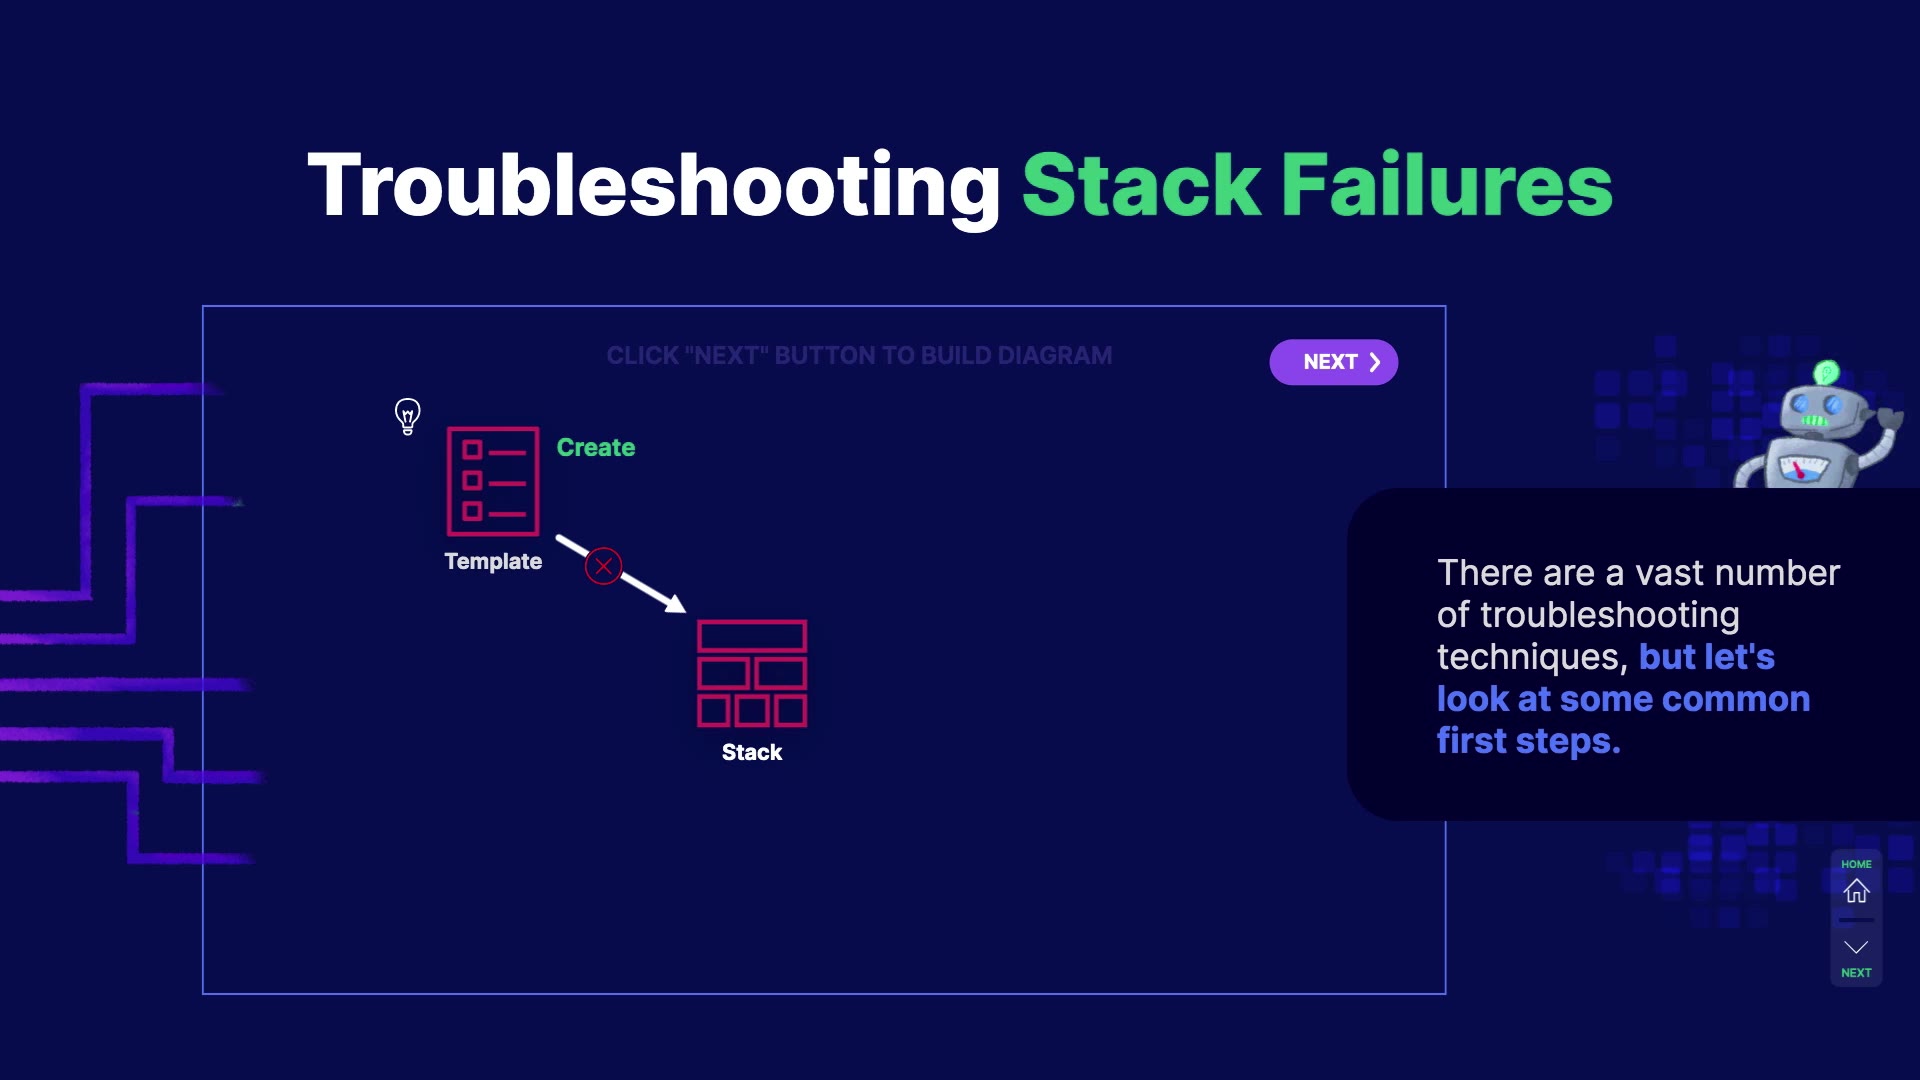 Troubleshooting Stack Failures
CLICK "NEXT" BUTTON TO BUILD DIAGRAM
NEXT
Create
Template
Stack
There are a vast number
of troubleshooting
techniques, but let's
look at some common
first steps.
HOME
NEXT